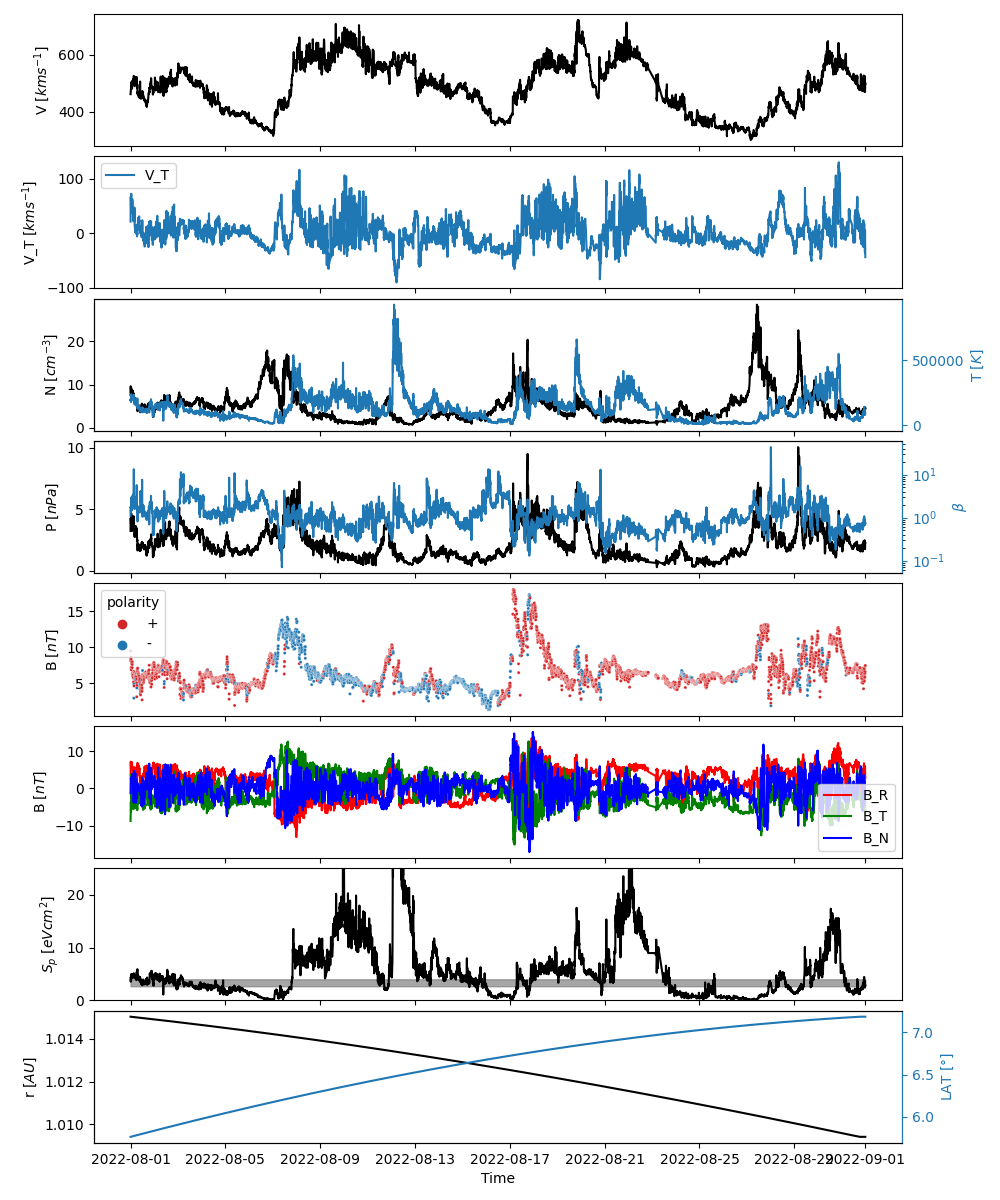 V [kms⁻¹]
600
400
V_T [kms⁻¹]
100
0
−100
V_T
N [cm⁻³]
20
10
0
T [K]
500000
0
P [nPa]
10
5
0
β
10¹
10⁰
10⁻¹
B [nT]
15
10
5
polarity
+
-
B [nT]
10
0
−10
B_R
B_T
B_N
Sₚ [eVcm²]
20
10
0
r [AU]
1.014
1.012
1.010
LAT [°]
7.0
6.5
6.0
2022-08-01 2022-08-05 2022-08-09 2022-08-13 2022-08-17 2022-08-21 2022-08-25 2022-08-29 2022-09-01
Time